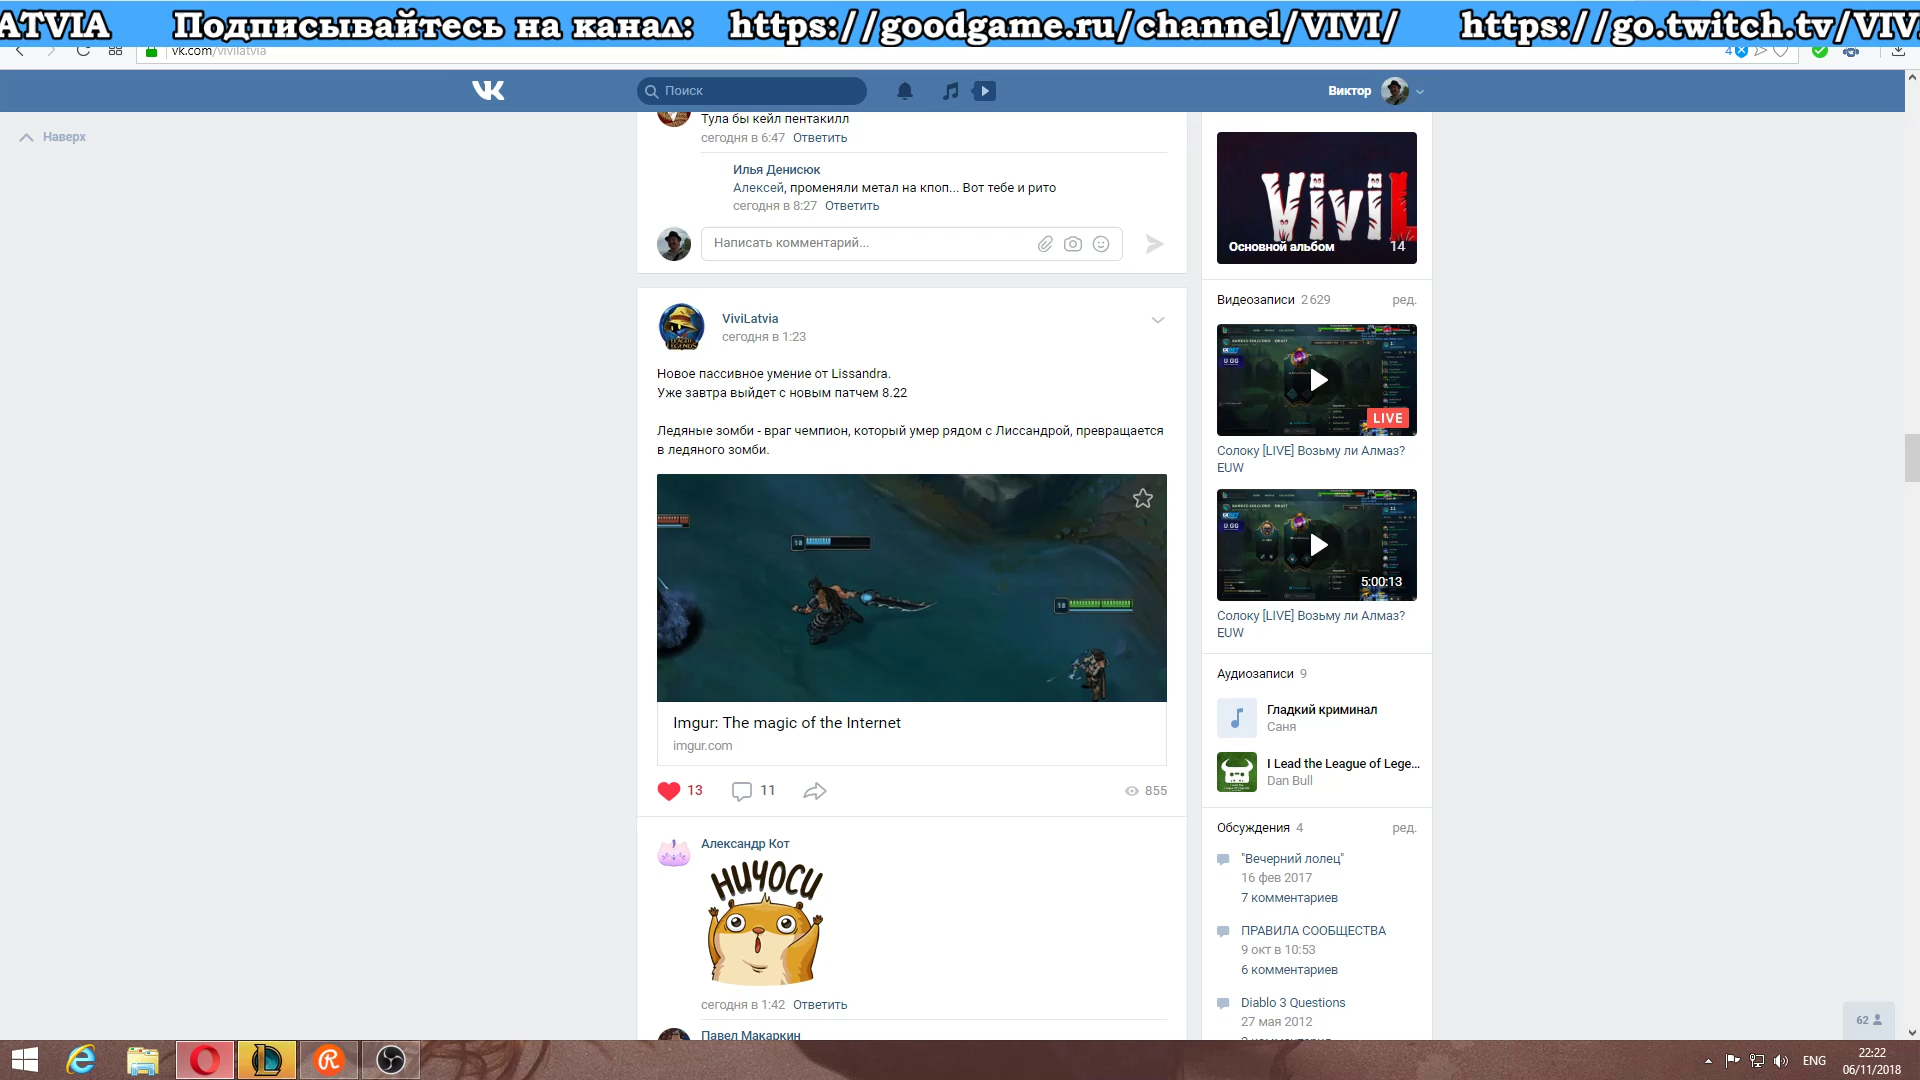 ATVIA Подписывайтесь на канал: https://goodgame.ru/channel/VIVI/ https://go.twitch.tv/VIV
vk.com/vivilatvia
4
Поиск
Виктор
Наверх
Тула бы кейл пентакилл
сегодня в 6:47 Ответить
Илья Денисюк
Алексей, променяли метал на кпоп... Вот тебе и рито
сегодня в 8:27 Ответить
Написать комментарий...
ViviLatvia
сегодня в 1:23
Новое пассивное умение от Lissandra.
Уже завтра выйдет с новым патчем 8.22
Ледяные зомби - враг чемпион, который умер рядом с Лиссандрой, превращается
в ледяного зомби.
18
18
Imgur: The magic of the Internet
imgur.com
13 11 855
Александр Кот
НИЧОСИ
сегодня в 1:42 Ответить
Павел Макаркин
ViviL
Основной альбом 14
Видеозаписи 2 629 ред.
LIVE
Солоку [LIVE] Возьму ли Алмаз?
EUW
5:00:13
Солоку [LIVE] Возьму ли Алмаз?
EUW
Аудиозаписи 9
Гладкий криминал
Саня
I Lead the League of Lege...
Dan Bull
Обсуждения 4 ред.
"Вечерний лолец"
16 фев 2017
7 комментариев
ПРАВИЛА СООБЩЕСТВА
9 окт в 10:53
6 комментариев
Diablo 3 Questions
27 мая 2012
62
ENG
22:22
06/11/2018